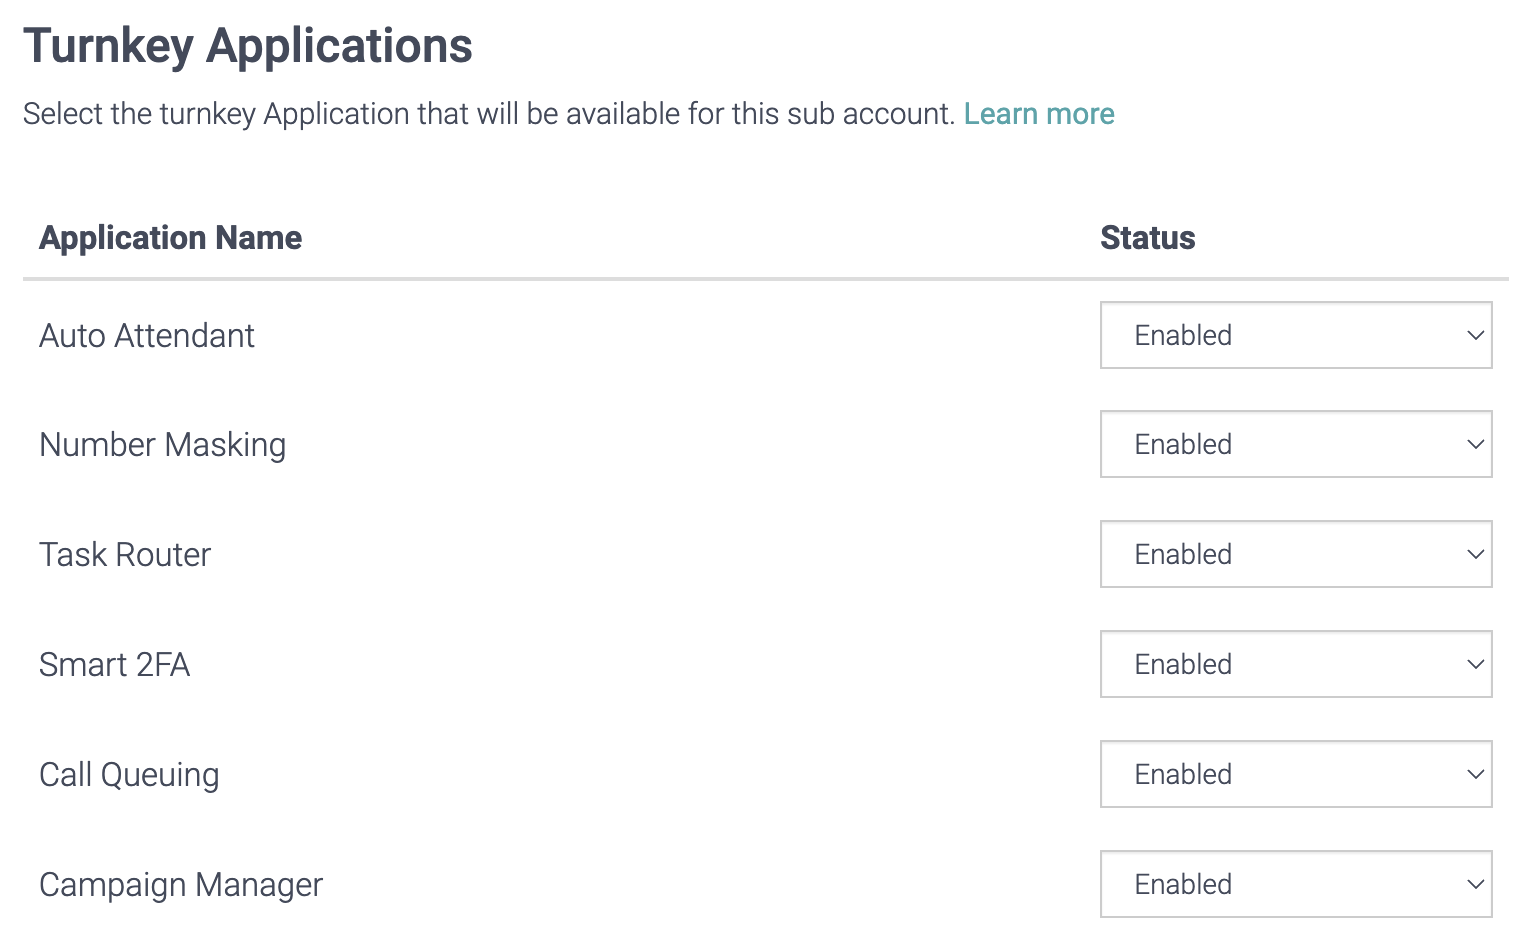 Turnkey Applications
Select the turnkey Application that will be available for this sub account. Learn more
Application Name Status
Auto Attendant Enabled
Number Masking Enabled
Task Router Enabled
Smart 2FA Enabled
Call Queuing Enabled
Campaign Manager Enabled